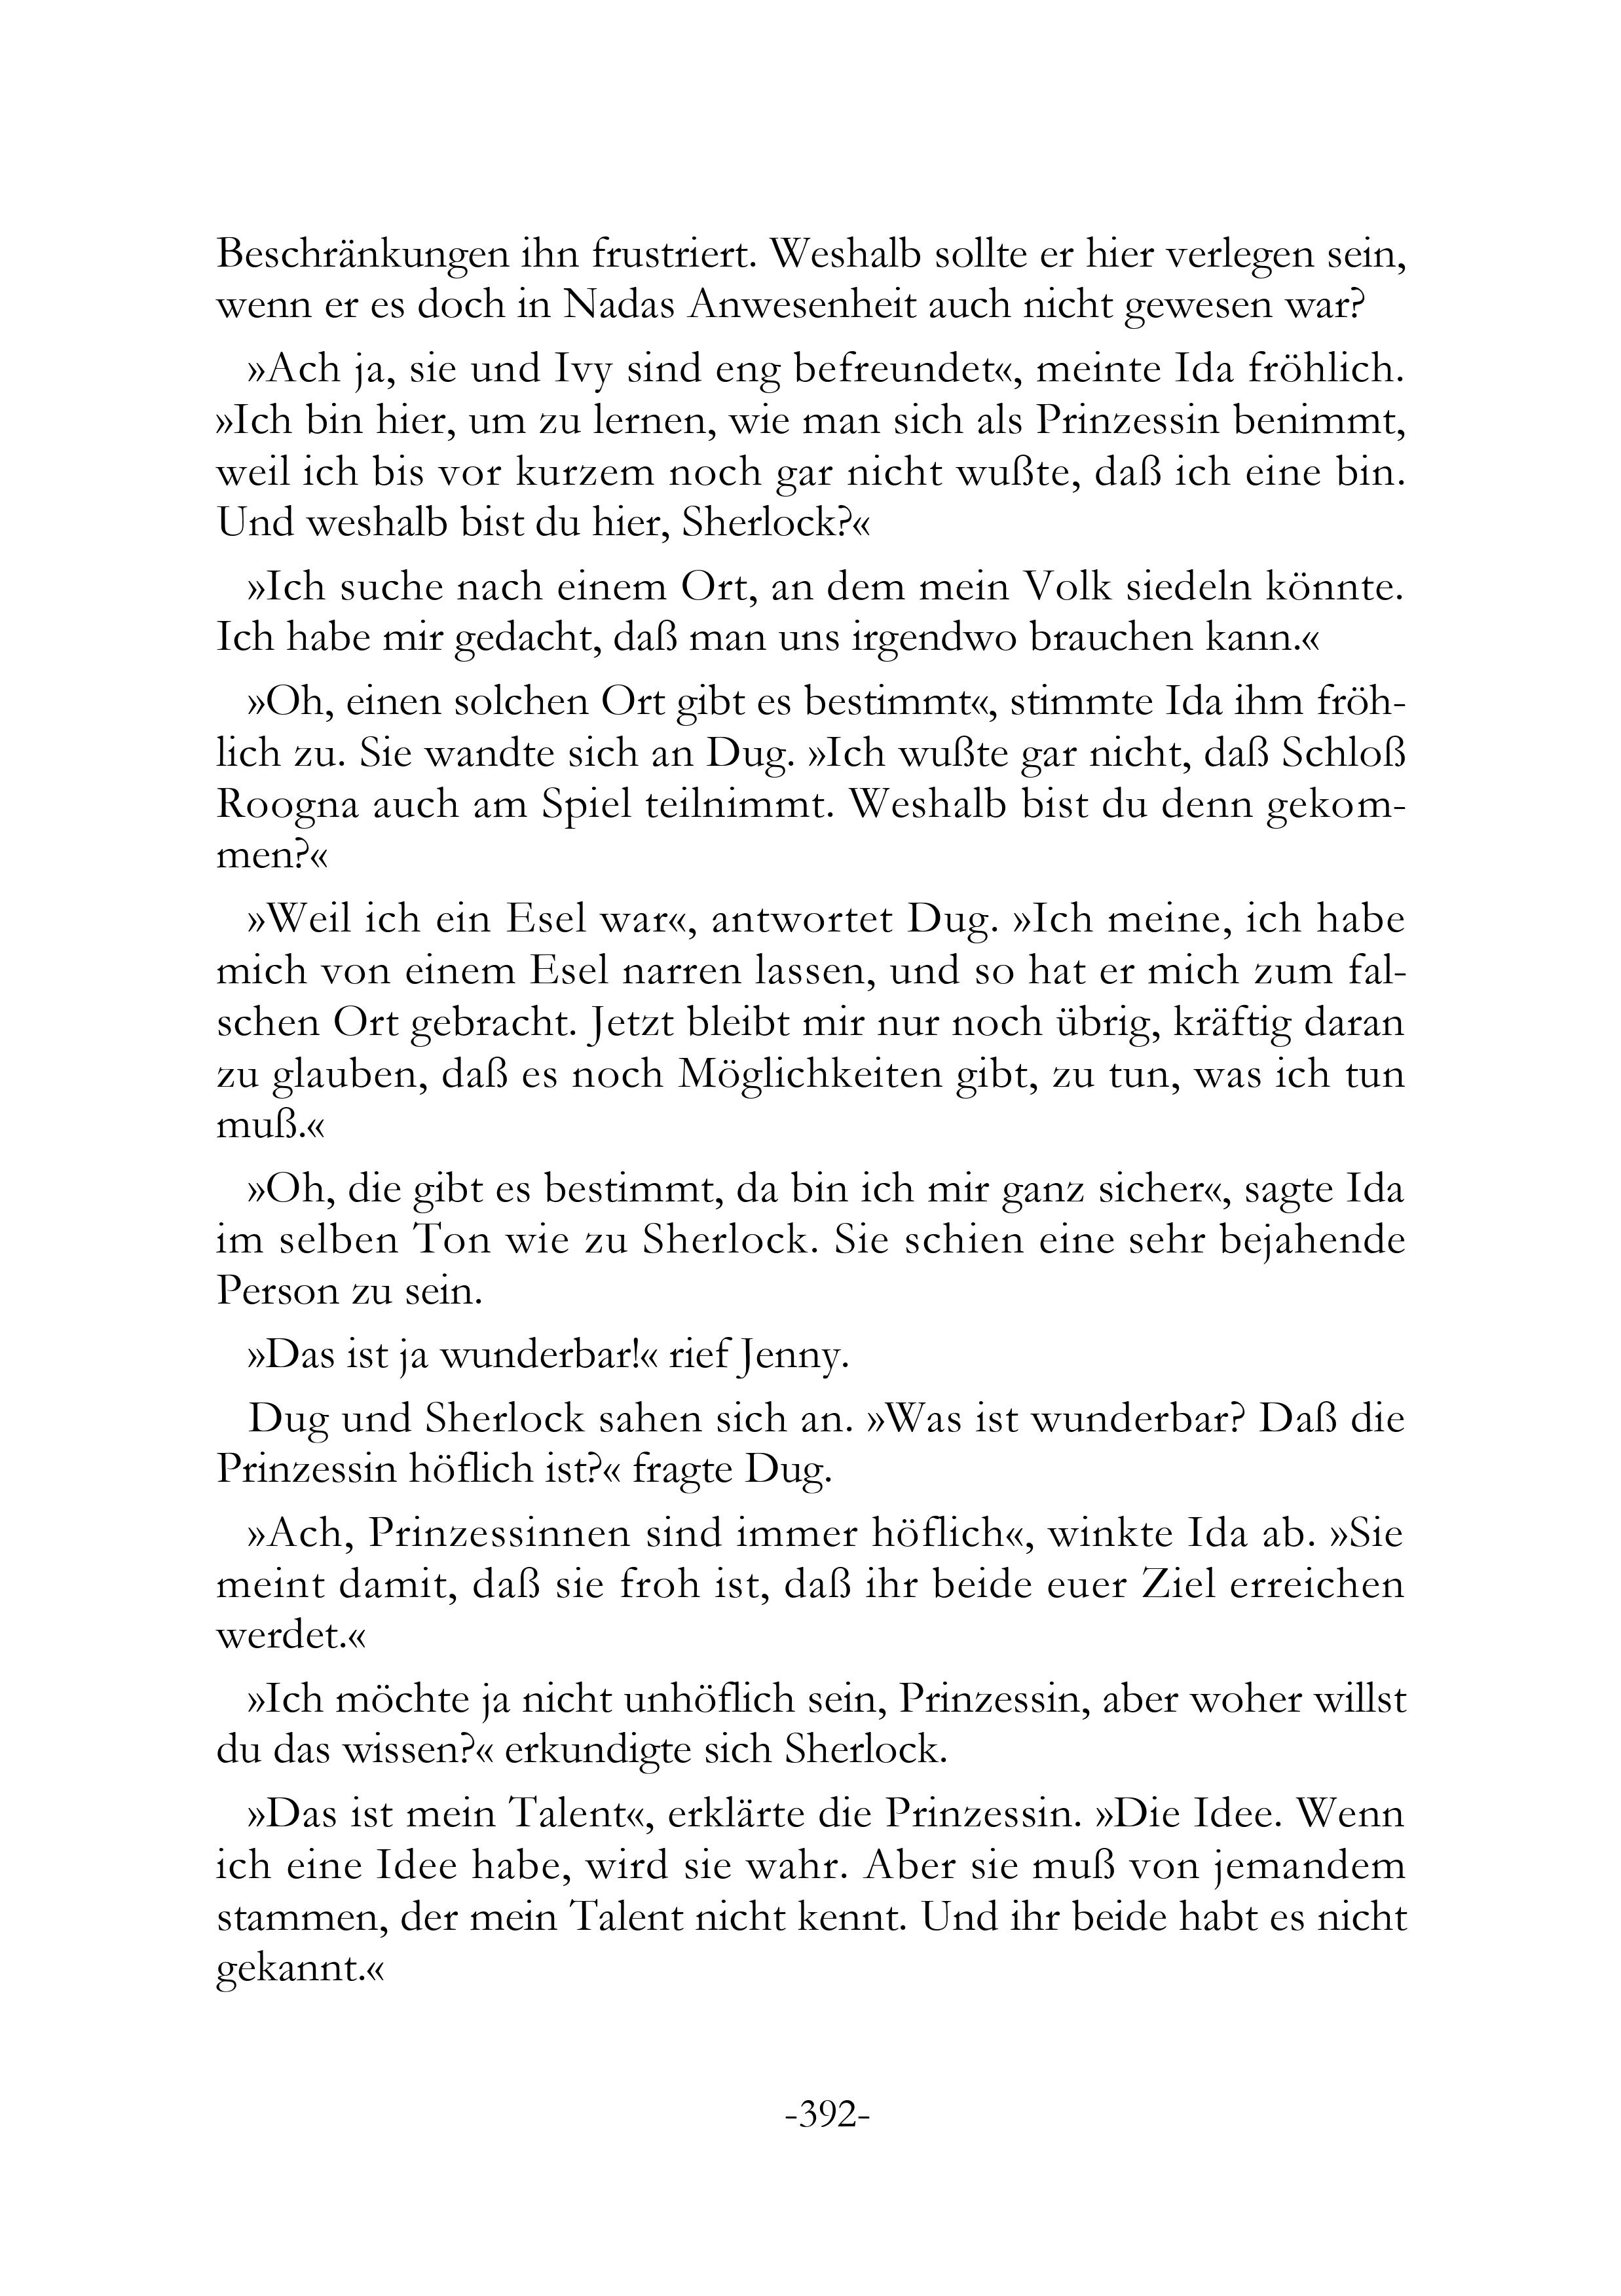 Beschränkungen ihn frustriert. Weshalb sollte er hier verlegen sein,
wenn er es doch in Nadas Anwesenheit auch nicht gewesen war?
»Ach ja, sie und Ivy sind eng befreundet«, meinte Ida fröhlich.
»Ich bin hier, um zu lernen, wie man sich als Prinzessin benimmt,
weil ich bis vor kurzem noch gar nicht wußte, daß ich eine bin.
Und weshalb bist du hier, Sherlock?«
»Ich suche nach einem Ort, an dem mein Volk siedeln könnte.
Ich habe mir gedacht, daß man uns irgendwo brauchen kann.«
»Oh, einen solchen Ort gibt es bestimmt«, stimmte Ida ihm fröh-
lich zu. Sie wandte sich an Dug. »Ich wußte gar nicht, daß Schloß
Roogna auch am Spiel teilnimmt. Weshalb bist du denn gekom-
men?«
»Weil ich ein Esel war«, antwortet Dug. »Ich meine, ich habe
mich von einem Esel narren lassen, und so hat er mich zum fal-
schen Ort gebracht. Jetzt bleibt mir nur noch übrig, kräftig daran
zu glauben, daß es noch Möglichkeiten gibt, zu tun, was ich tun
muß.«
»Oh, die gibt es bestimmt, da bin ich mir ganz sicher«, sagte Ida
im selben Ton wie zu Sherlock. Sie schien eine sehr bejahende
Person zu sein.
»Das ist ja wunderbar!« rief Jenny.
Dug und Sherlock sahen sich an. »Was ist wunderbar? Daß die
Prinzessin höflich ist?« fragte Dug.
»Ach, Prinzessinnen sind immer höflich«, winkte Ida ab. »Sie
meint damit, daß sie froh ist, daß ihr beide euer Ziel erreichen
werdet.«
»Ich möchte ja nicht unhöflich sein, Prinzessin, aber woher willst
du das wissen?« erkundigte sich Sherlock.
»Das ist mein Talent«, erklärte die Prinzessin. »Die Idee. Wenn
ich eine Idee habe, wird sie wahr. Aber sie muß von jemandem
stammen, der mein Talent nicht kennt. Und ihr beide habt es nicht
gekannt.«
-392-